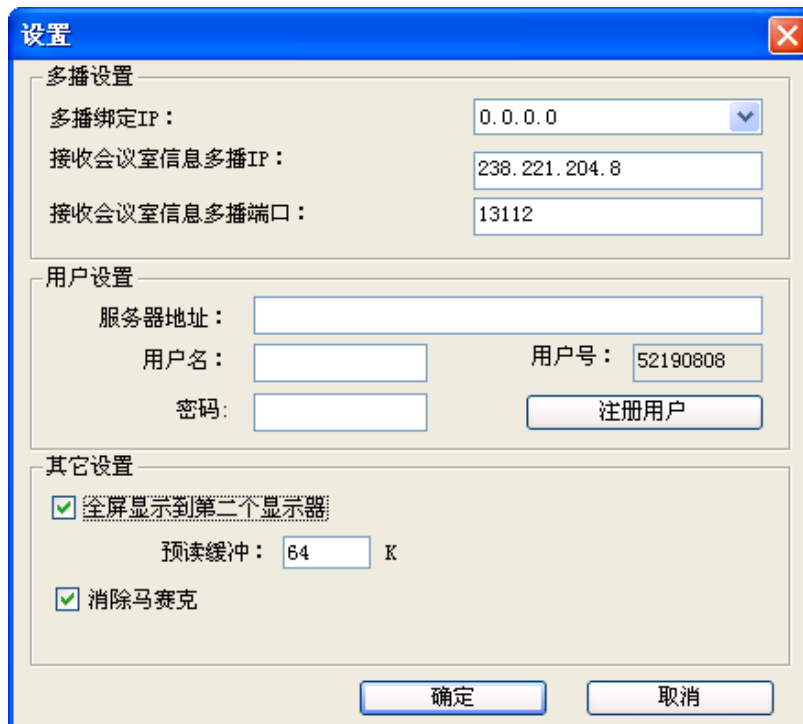 设置
多播设置
多播绑定IP： 0.0.0.0
接收会议室信息多播IP： 238.221.204.8
接收会议室信息多播端口： 13112
用户设置
服务器地址：
用户名： 用户号： 52190808
密码: 注册用户
其它设置
全屏显示到第二个显示器
预读缓冲： 64 K
消除马赛克
确定 取消